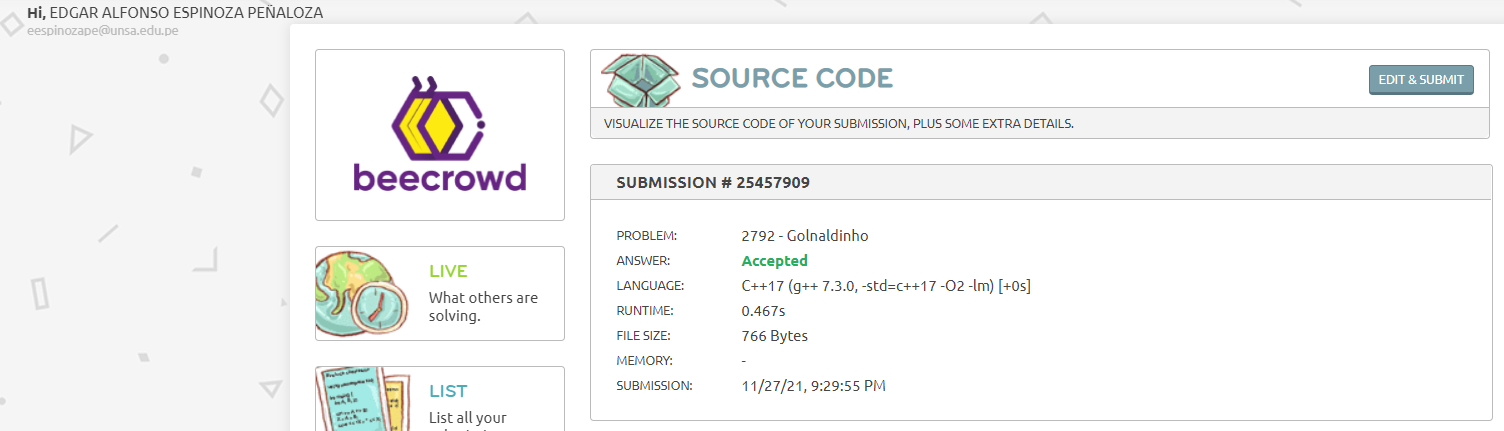 Hi, EDGAR ALFONSO ESPINOZA PEÑALOZA
eespinozape@unsa.edu.pe
beecrowd
LIVE
What others are
solving.
LIST
List all your
SOURCE CODE
EDIT & SUBMIT
VISUALIZE THE SOURCE CODE OF YOUR SUBMISSION, PLUS SOME EXTRA DETAILS.
SUBMISSION # 25457909
PROBLEM: 2792 - Golnaldinho
ANSWER: Accepted
LANGUAGE: C++17 (g++ 7.3.0, -std=c++17 -O2 -lm) [+0s]
RUNTIME: 0.467s
FILE SIZE: 766 Bytes
MEMORY: -
SUBMISSION: 11/27/21, 9:29:55 PM